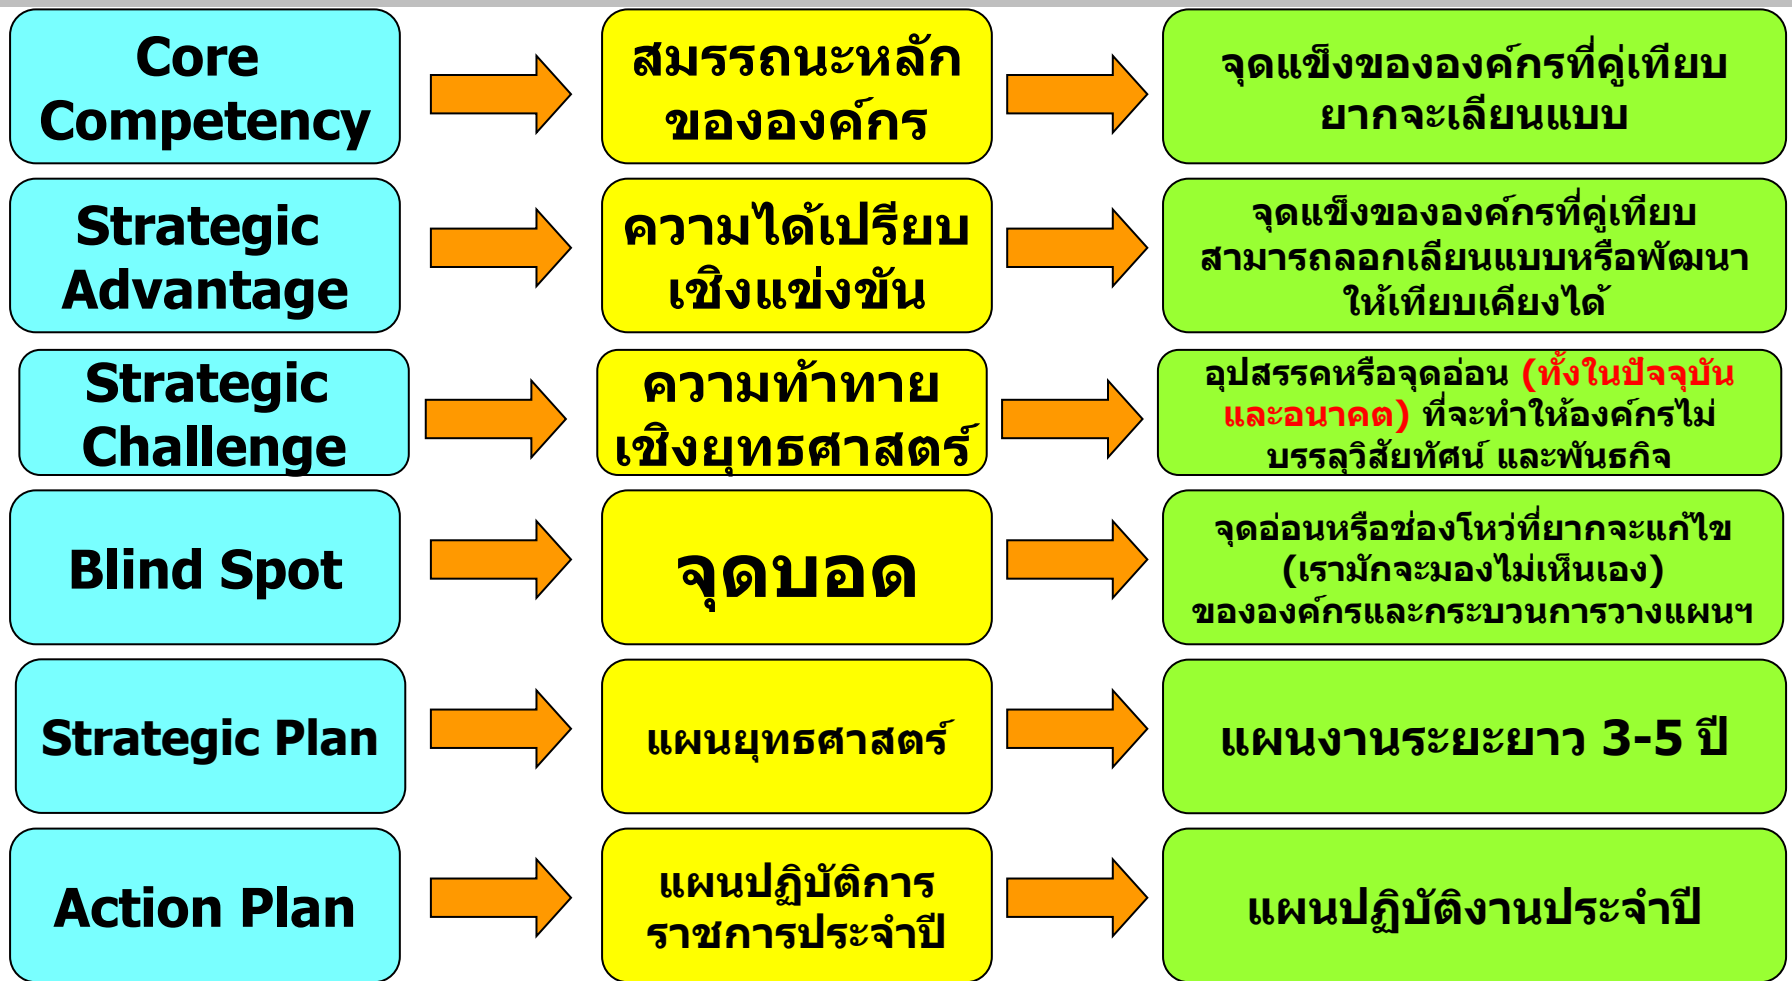 Core
Competency
สมรรถนะหลัก
ขององค์กร
จุดแข็งขององค์กรที่คู่เทียบ
ยากจะเลียนแบบ
Strategic
Advantage
ความได้เปรียบ
เชิงแข่งขัน
จุดแข็งขององค์กรที่คู่เทียบ
สามารถลอกเลียนแบบหรือพัฒนา
ให้เทียบเคียงได้
Strategic
Challenge
ความท้าทาย
เชิงยุทธศาสตร์
อุปสรรคหรือจุดอ่อน (ทั้งในปัจจุบัน
และอนาคต) ที่จะทำให้องค์กรไม่
บรรลุวิสัยทัศน์ และพันธกิจ
Blind Spot
จุดบอด
จุดอ่อนหรือช่องโหว่ที่ยากจะแก้ไข
(เรามักจะมองไม่เห็นเอง)
ขององค์กรและกระบวนการวางแผนฯ
Strategic Plan
แผนยุทธศาสตร์
แผนงานระยะยาว 3-5 ปี
Action Plan
แผนปฏิบัติการ
ราชการประจำปี
แผนปฏิบัติงานประจำปี